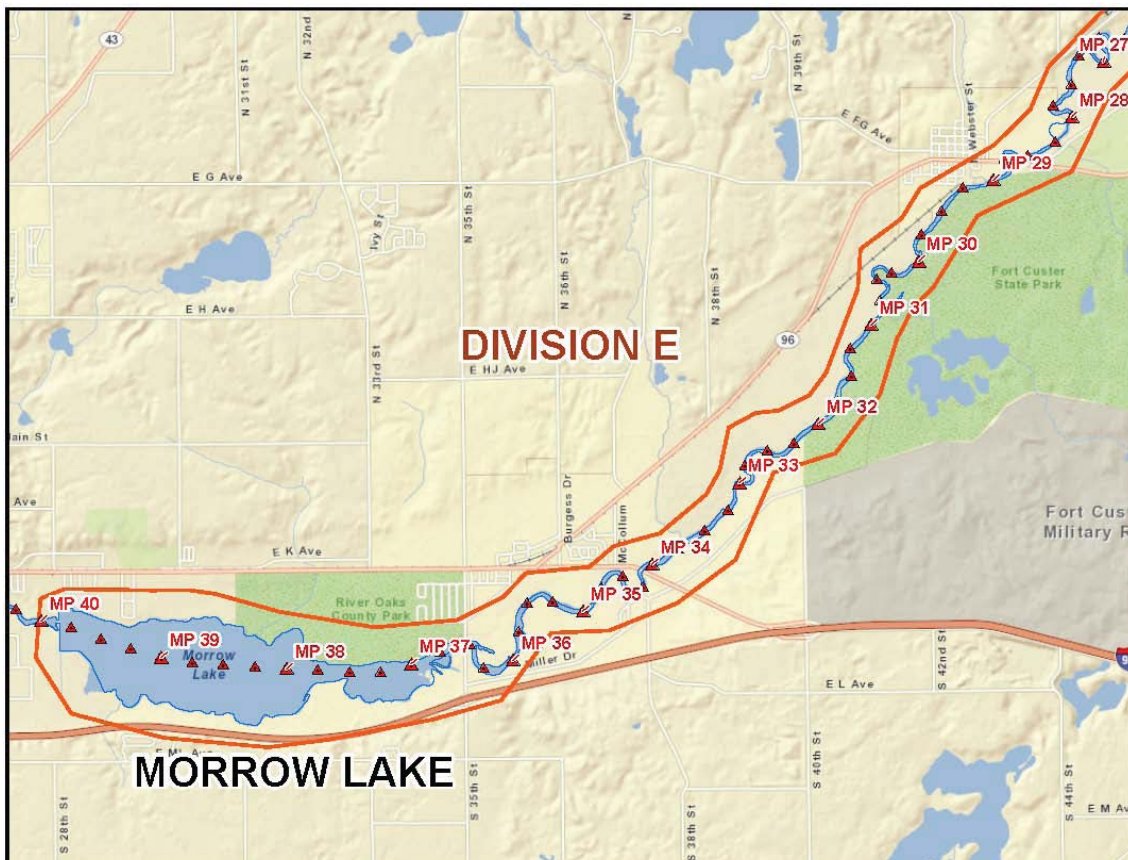 43
N 32nd
N 31st St
N 39th St
MP 27
MP 28
E FG Ave
Webster St
MP 29
E G Ave
N 35th St
Ivy St
MP 30
Fort Custer
State Park
N 36th St
N 38th St
E H Ave
MP 31
DIVISION E
96
N 33rd St
E HJ Ave
MP 32
MP 33
Ave
Fort Cus
Military R
Burgess Dr
McCollum
E K Ave
MP 34
River Oaks
County Park
MP 35
MP 40
MP 39
MP 38
MP 37
MP 36
Morrow
Lake
Miller Dr
S 42nd St
9
E L Ave
MORROW LAKE
S 28th St
S 35th St
S 38th St
S 40th St
S 44th St
E M Ave